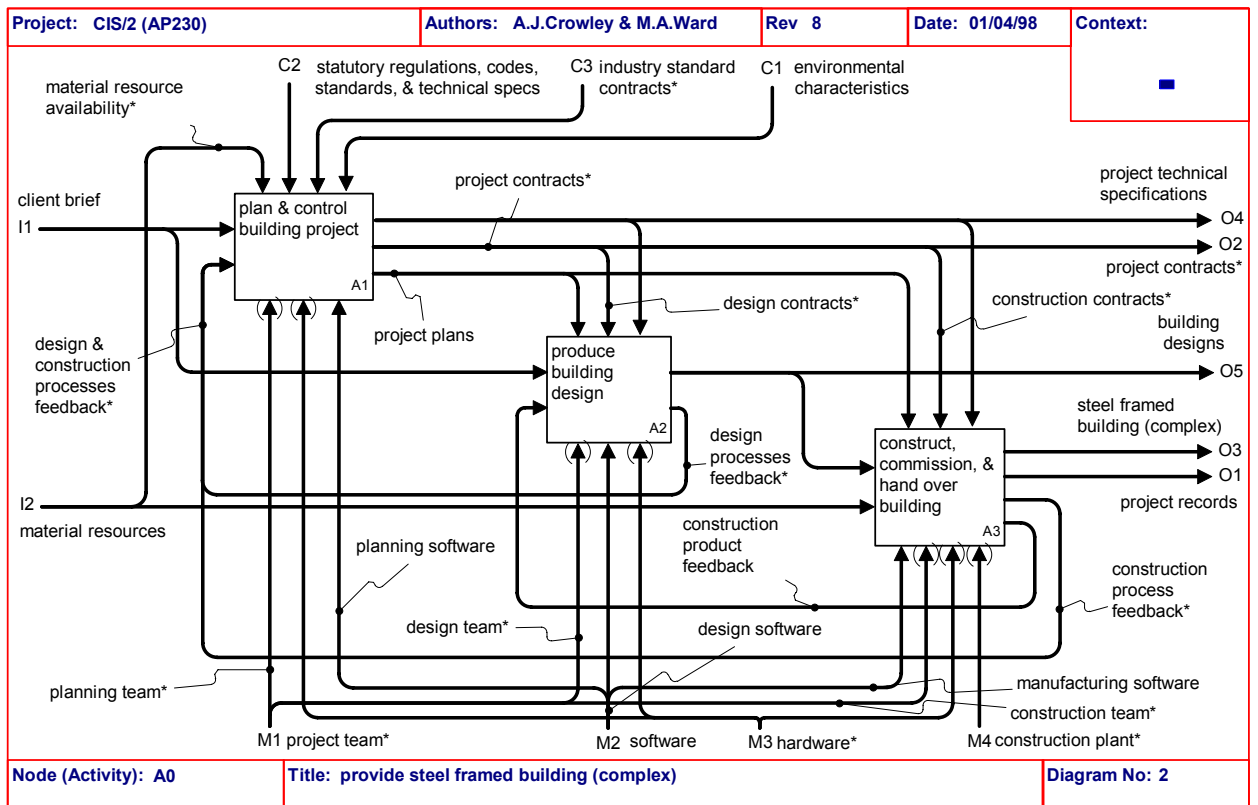 Project: CIS/2 (AP230)
Authors: A.J.Crowley & M.A.Ward
Rev 8
Date: 01/04/98
Context:
material resource
availability*
C2
statutory regulations, codes,
standards, & technical specs
C3
industry standard
contracts*
C1
environmental
characteristics
client brief
I1
plan & control
building project
A1
project contracts*
project technical
specifications
O4
O2
project contracts*
design contracts*
construction contracts*
project plans
building
designs
O5
design &
construction
processes
feedback*
produce
building
design
A2
design
processes
feedback*
steel framed
building (complex)
O3
O1
project records
construct,
commission, &
hand over
building
A3
I2
material resources
planning software
construction
product
feedback
construction
process
feedback*
design team*
design software
planning team*
manufacturing software
construction team*
M1 project team*
M2 software
M3 hardware*
M4 construction plant*
Node (Activity): A0
Title: provide steel framed building (complex)
Diagram No: 2